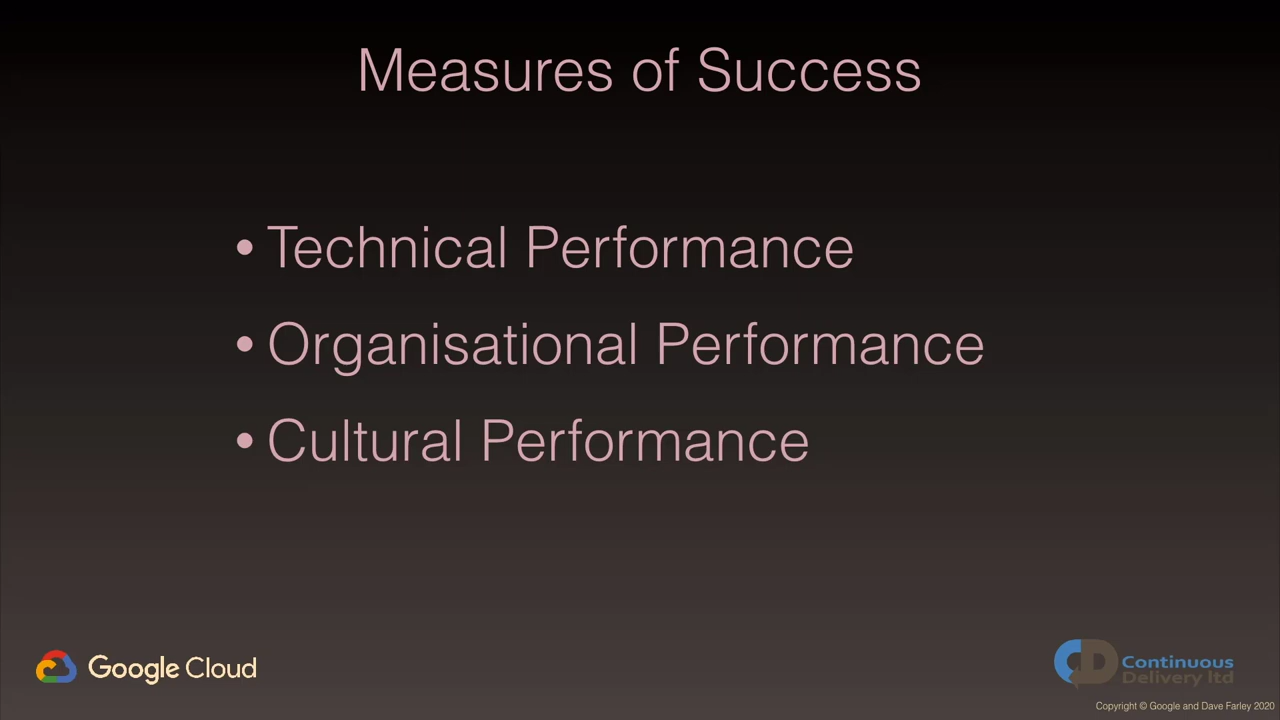 Measures of Success
• Technical Performance
• Organisational Performance
• Cultural Performance
Google Cloud
CD Continuous
Delivery ltd
Copyright © Google and Dave Farley 2020